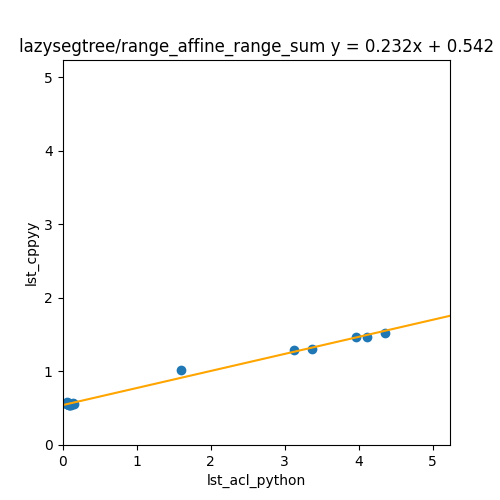 lazysegtree/range_affine_range_sum y = 0.232x + 0.542
5
4
3
2
1
0
lst_cppyy
0 1 2 3 4 5
lst_acl_python